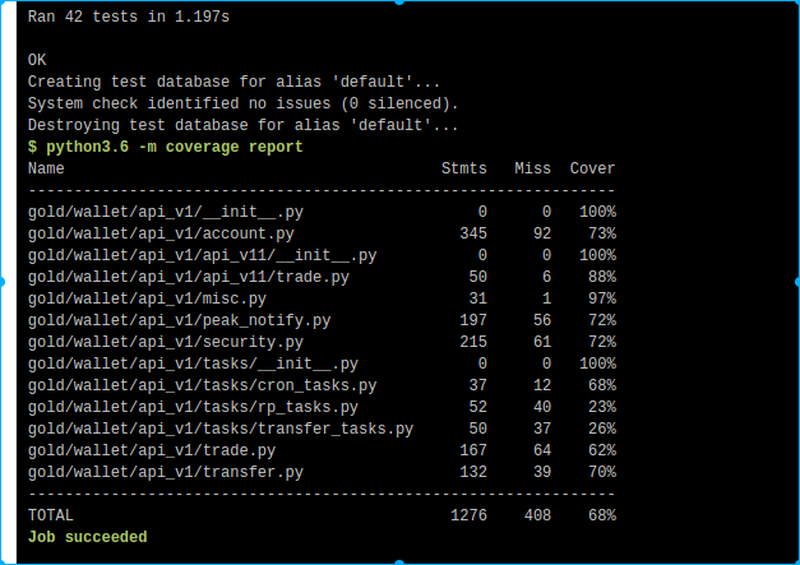 Ran 42 tests in 1.197s
OK
Creating test database for alias 'default'...
System check identified no issues (0 silenced).
Destroying test database for alias 'default'...
$ python3.6 -m coverage report
Name Stmts Miss Cover
----------------------------------------------------------------
gold/wallet/api_v1/__init__.py 0 0 100%
gold/wallet/api_v1/account.py 345 92 73%
gold/wallet/api_v1/api_v11/__init__.py 0 0 100%
gold/wallet/api_v1/api_v11/trade.py 50 6 88%
gold/wallet/api_v1/misc.py 31 1 97%
gold/wallet/api_v1/peak_notify.py 197 56 72%
gold/wallet/api_v1/security.py 215 61 72%
gold/wallet/api_v1/tasks/__init__.py 0 0 100%
gold/wallet/api_v1/tasks/cron_tasks.py 37 12 68%
gold/wallet/api_v1/tasks/rp_tasks.py 52 40 23%
gold/wallet/api_v1/tasks/transfer_tasks.py 50 37 26%
gold/wallet/api_v1/trade.py 167 64 62%
gold/wallet/api_v1/transfer.py 132 39 70%
----------------------------------------------------------------
TOTAL 1276 408 68%
Job succeeded